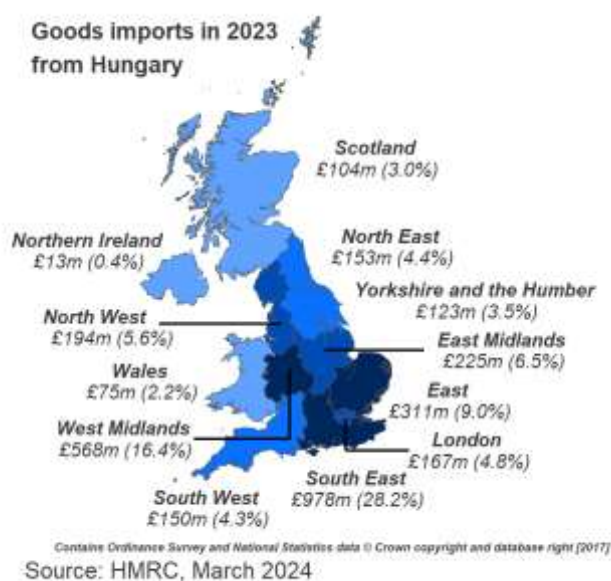 Goods imports in 2023
from Hungary
Scotland
£104m (3.0%)
Northern Ireland
£13m (0.4%)
North East
£153m (4.4%)
Yorkshire and the Humber
£123m (3.5%)
North West
£194m (5.6%)
East Midlands
£225m (6.5%)
Wales
£75m (2.2%)
East
£311m (9.0%)
West Midlands
£568m (16.4%)
London
£167m (4.8%)
South East
£978m (28.2%)
South West
£150m (4.3%)
Contains Ordinance Survey and National Statistics data © Crown copyright and database right [2017]
Source: HMRC, March 2024